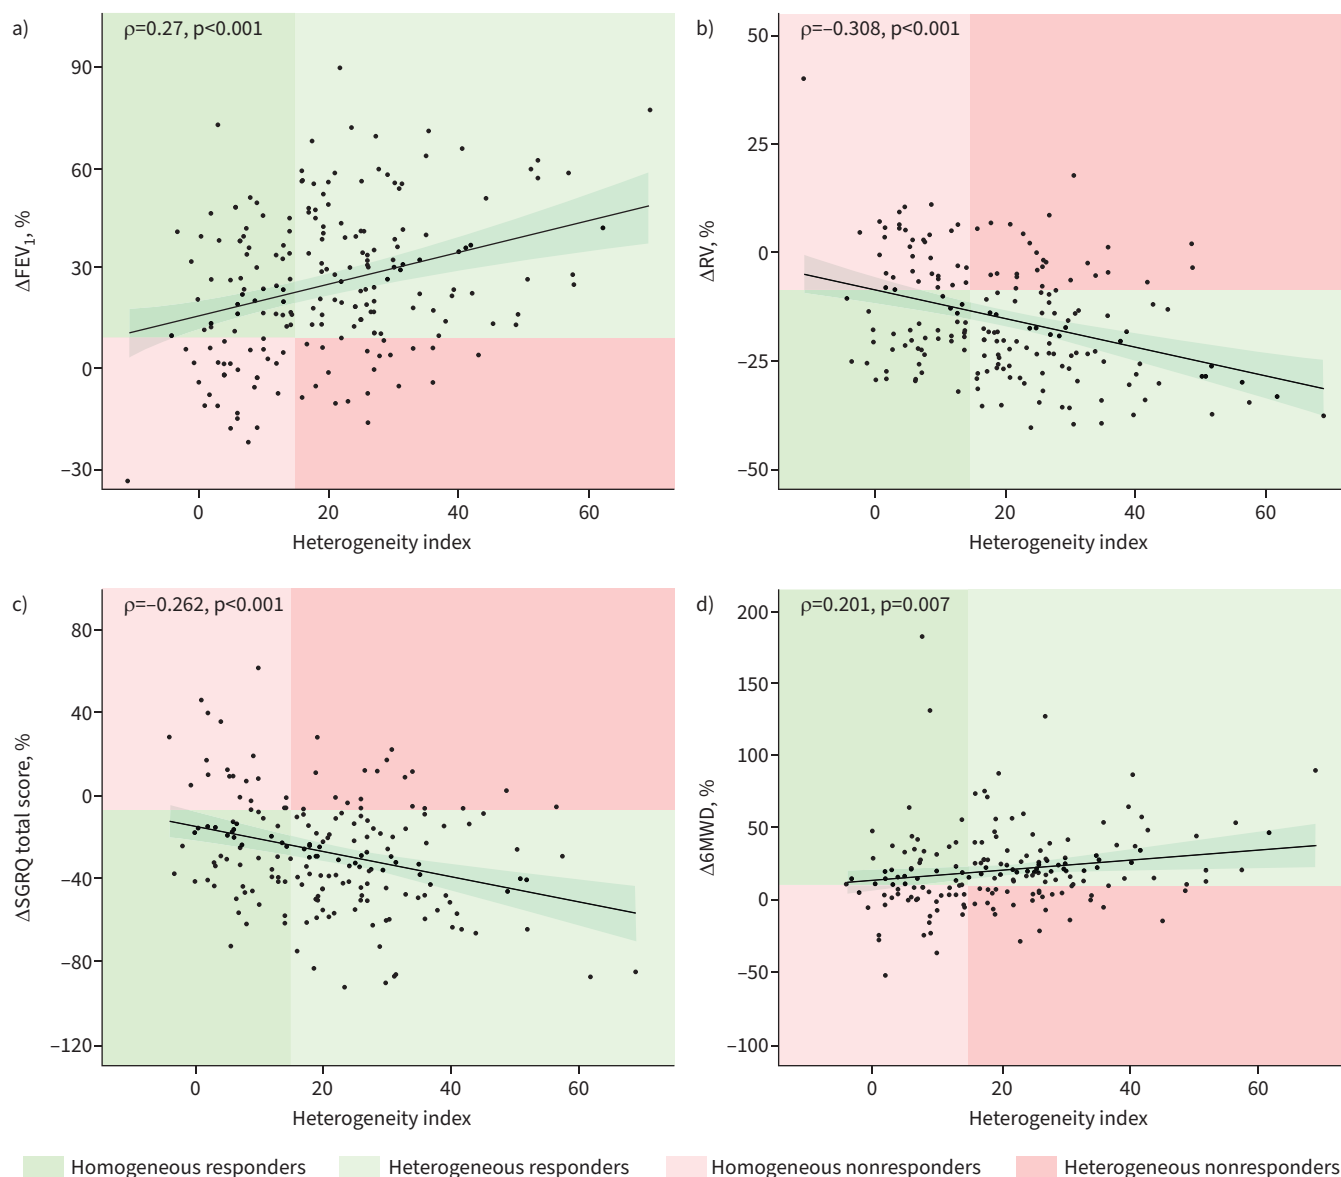 a)
ρ=0.27, p<0.001
90
60
30
0
–30
ΔFEV1, %
0 20 40 60
Heterogeneity index
b)
ρ=–0.308, p<0.001
50
25
0
–25
–50
ΔRV, %
0 20 40 60
Heterogeneity index
c)
ρ=–0.262, p<0.001
80
40
0
–40
–80
–120
ΔSGRQ total score, %
0 20 40 60
Heterogeneity index
d)
ρ=0.201, p=0.007
200
150
100
50
0
–50
–100
Δ6MWD, %
0 20 40 60
Heterogeneity index
Homogeneous responders Heterogeneous responders Homogeneous nonresponders Heterogeneous nonresponders